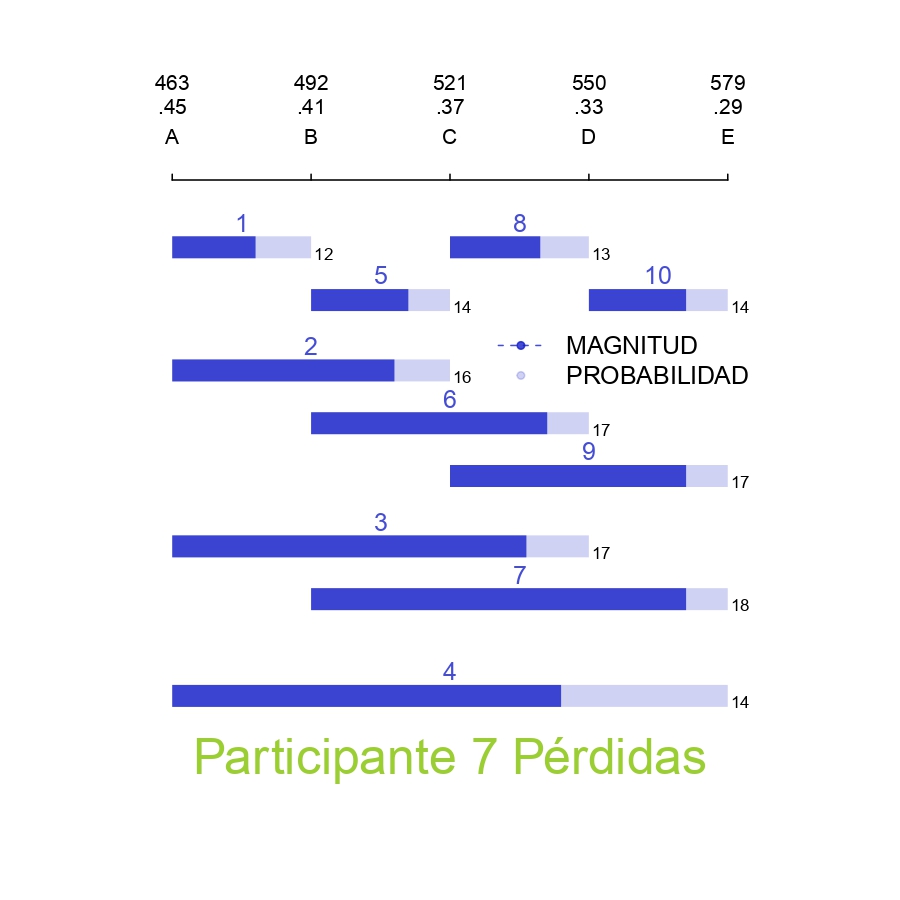 463 492 521 550 579
.45 .41 .37 .33 .29
A B C D E
1 8
12 13
5 10
14 14
2 MAGNITUD
16 PROBABILIDAD
6
17
9
17
3
17
7
18
4
14
Participante 7 Pérdidas